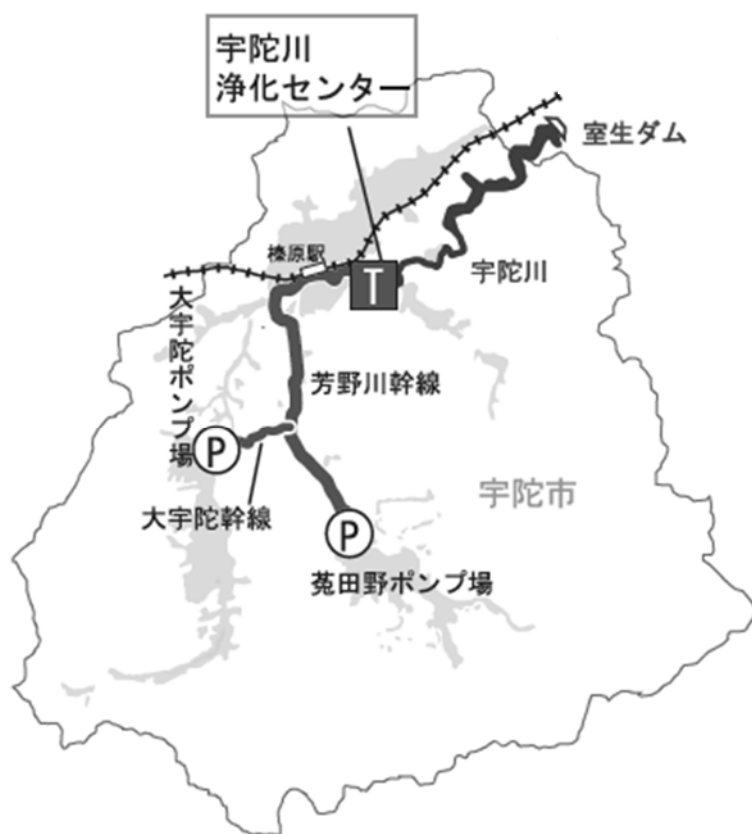 宇陀川
浄化センター
室生ダム
榛原駅
T
宇陀川
大宇陀ポンプ場
芳野川幹線
P
大宇陀幹線
宇陀市
P
菟田野ポンプ場